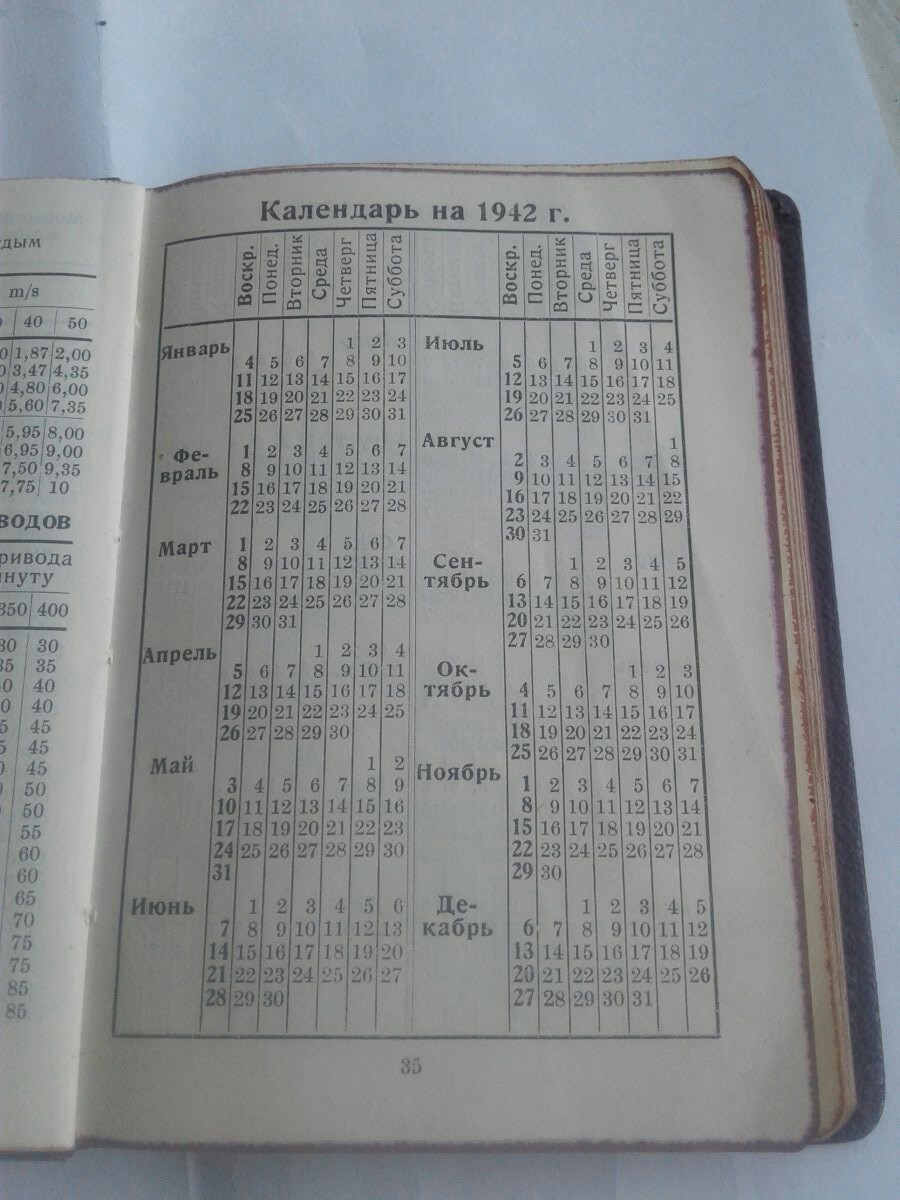 дым
m/s
40 50
1,87 2,00
3,47 4,35
4,80 6,00
5,60 7,35
5,95 8,00
6,95 9,00
7,50 9,35
7,75 10
водов
ривода
нуту
350 400
30 30
35 35
40
40
45
45
45
50
50
55
60
60
65
70
75
75
85
85
Календарь на 1942 г.
Воскр. Понед. Вторник Среда Четверг Пятница Суббота
Январь 1 2 3
4 5 6 7 8 9 10
11 12 13 14 15 16 17
18 19 20 21 22 23 24
25 26 27 28 29 30 31
Фе- 1 2 3 4 5 6 7
враль 8 9 10 11 12 13 14
15 16 17 18 19 20 21
22 23 24 25 26 27 28
Март 1 2 3 4 5 6 7
8 9 10 11 12 13 14
15 16 17 18 19 20 21
22 23 24 25 26 27 28
29 30 31
Апрель 1 2 3 4
5 6 7 8 9 10 11
12 13 14 15 16 17 18
19 20 21 22 23 24 25
26 27 28 29 30
Май 1 2
3 4 5 6 7 8 9
10 11 12 13 14 15 16
17 18 19 20 21 22 23
24 25 26 27 28 29 30
31
Июнь 1 2 3 4 5 6
7 8 9 10 11 12 13
14 15 16 17 18 19 20
21 22 23 24 25 26 27
28 29 30
Воскр. Понед. Вторник Среда Четверг Пятница Суббота
Июль 1 2 3 4
5 6 7 8 9 10 11
12 13 14 15 16 17 18
19 20 21 22 23 24 25
26 27 28 29 30 31
Август 1
2 3 4 5 6 7 8
9 10 11 12 13 14 15
16 17 18 19 20 21 22
23 24 25 26 27 28 29
30 31
Сен- 1 2 3 4 5
тябрь 6 7 8 9 10 11 12
13 14 15 16 17 18 19
20 21 22 23 24 25 26
27 28 29 30
Ок- 1 2 3
тябрь 4 5 6 7 8 9 10
11 12 13 14 15 16 17
18 19 20 21 22 23 24
25 26 27 28 29 30 31
Ноябрь 1 2 3 4 5 6 7
8 9 10 11 12 13 14
15 16 17 18 19 20 21
22 23 24 25 26 27 28
29 30
Де- 1 2 3 4 5
кабрь 6 7 8 9 10 11 12
13 14 15 16 17 18 19
20 21 22 23 24 25 26
27 28 29 30 31
35